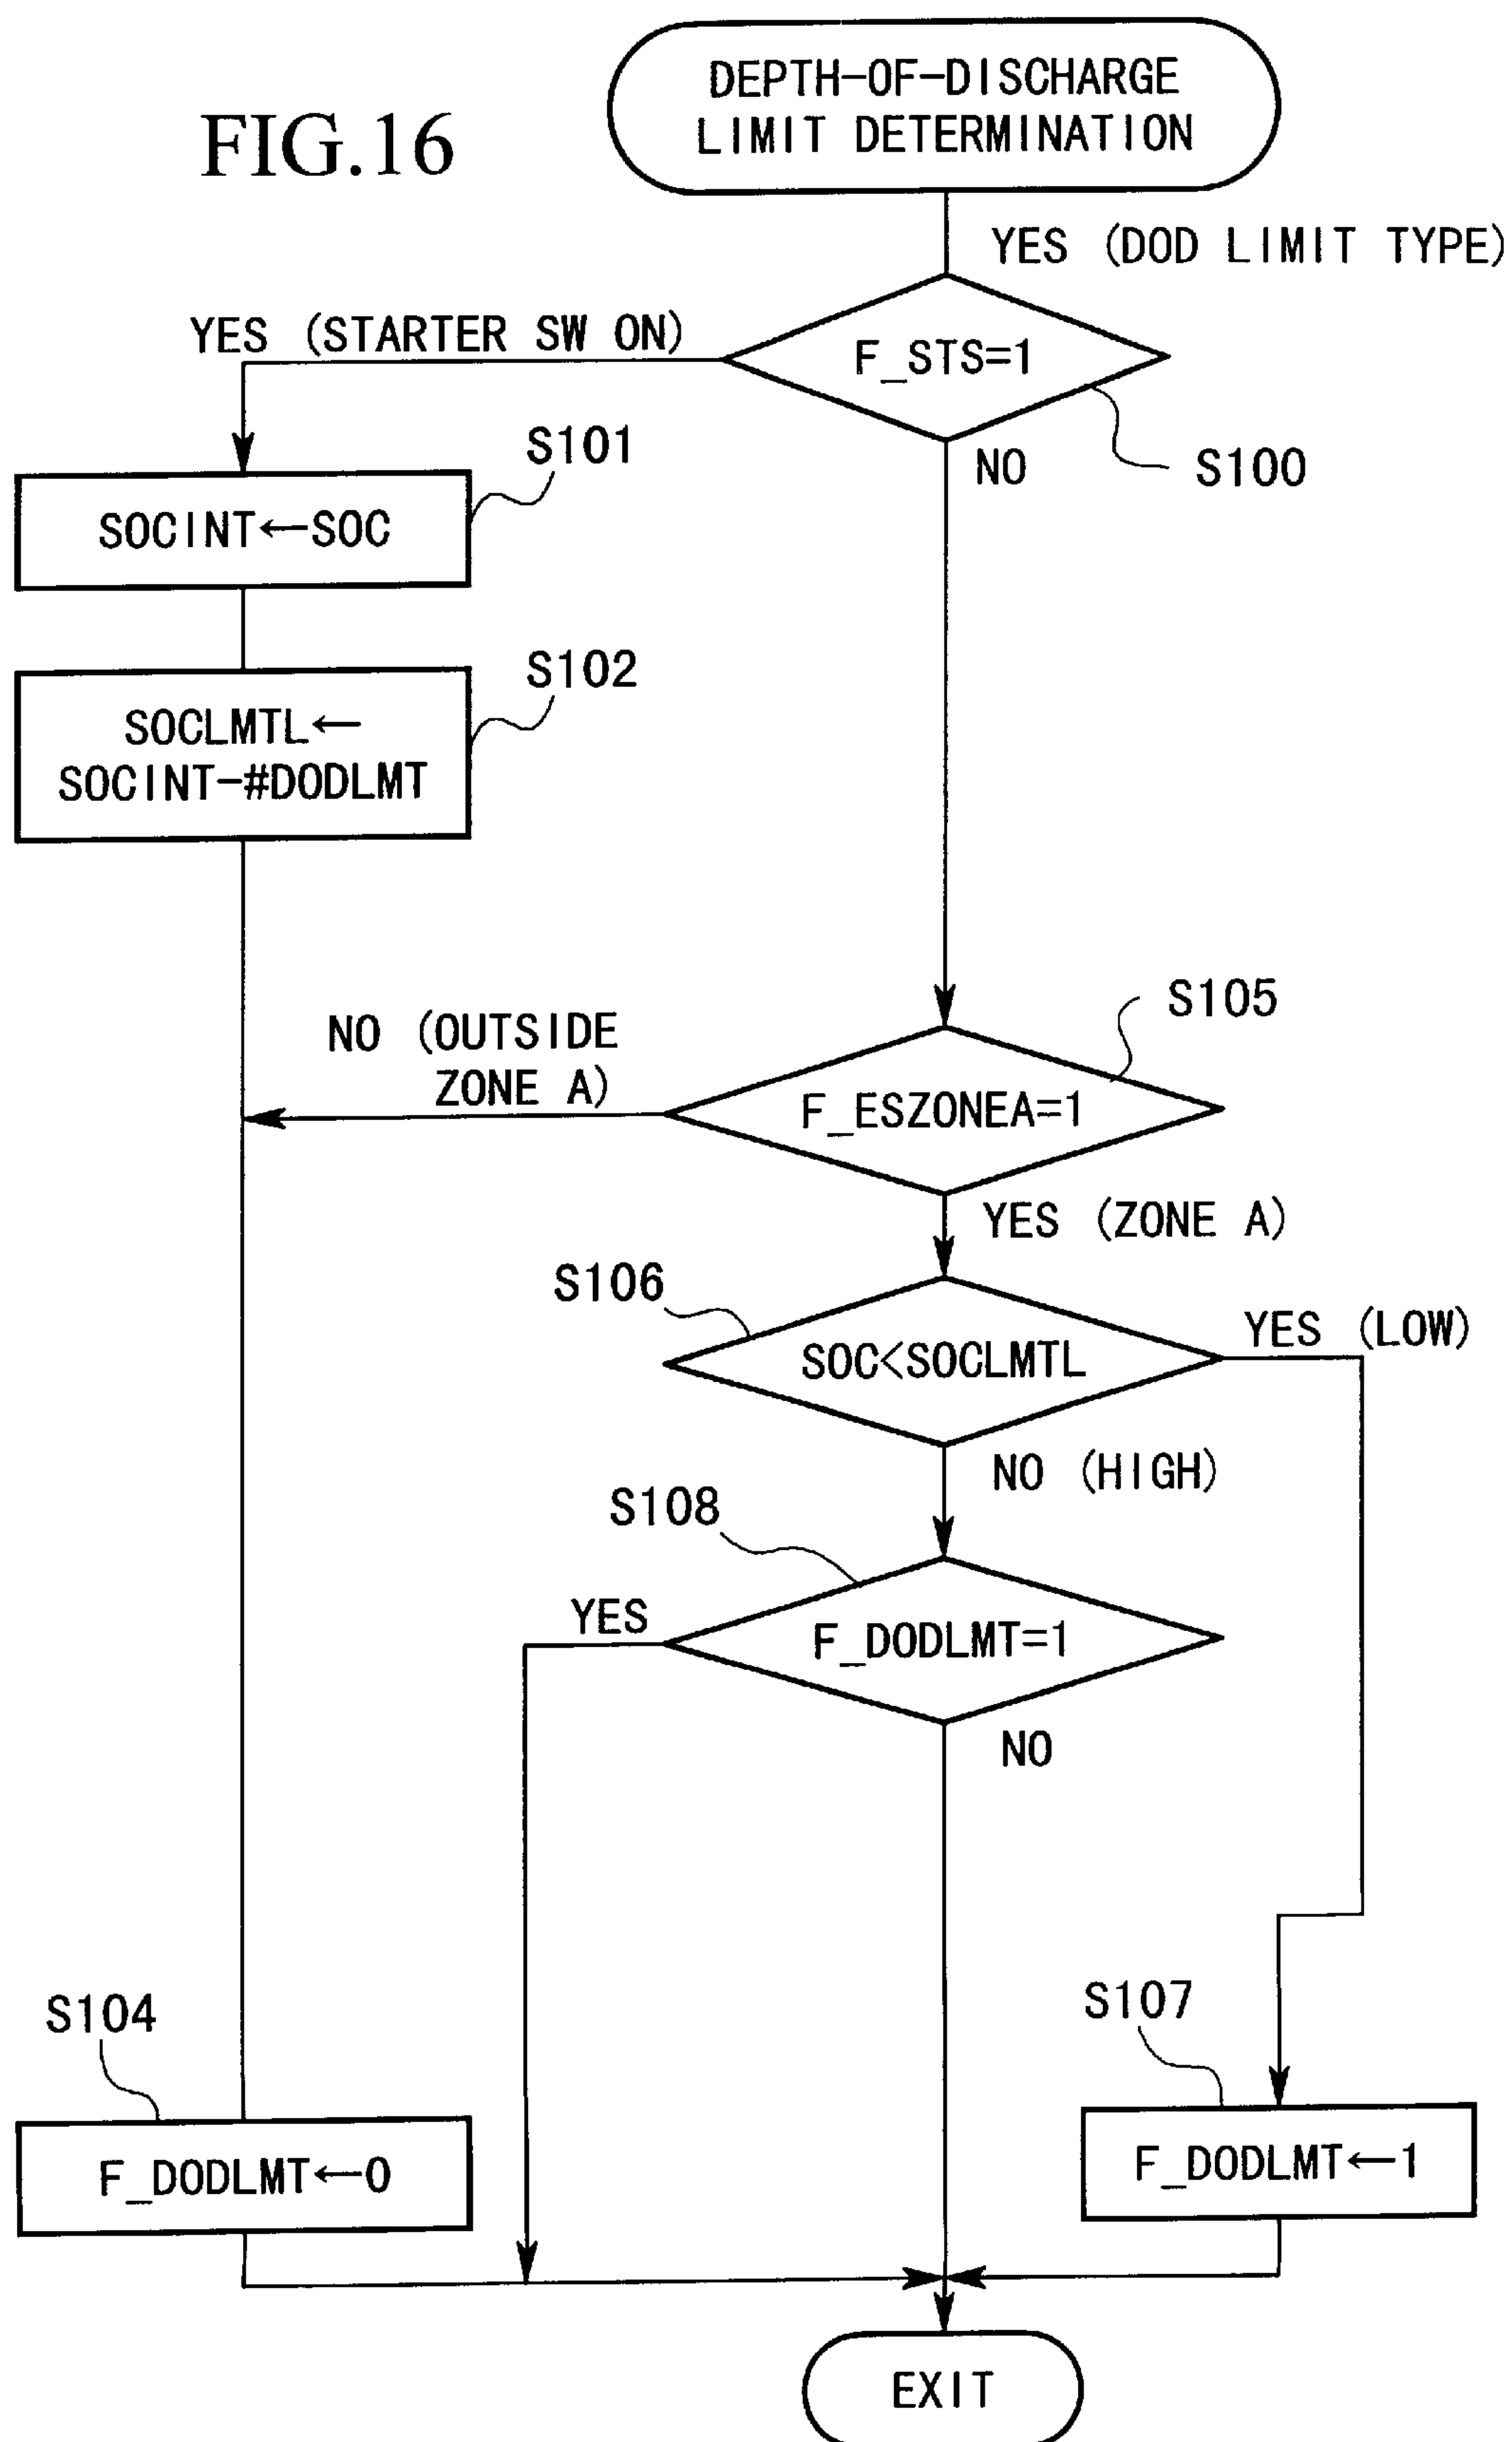 FIG.16
DEPTH-OF-DISCHARGE
LIMIT DETERMINATION
YES (DOD LIMIT TYPE)
YES (STARTER SW ON)
F_STS=1
S100
NO
S101
SOCINT←SOC
S102
SOCLMTL←
SOCINT-#DODLMT
S105
NO (OUTSIDE
ZONE A)
F_ESZONEA=1
YES (ZONE A)
S106
SOC<SOCLMTL
YES (LOW)
NO (HIGH)
S108
YES
F_DODLMT=1
NO
S104
F_DODLMT←0
S107
F_DODLMT←1
EXIT